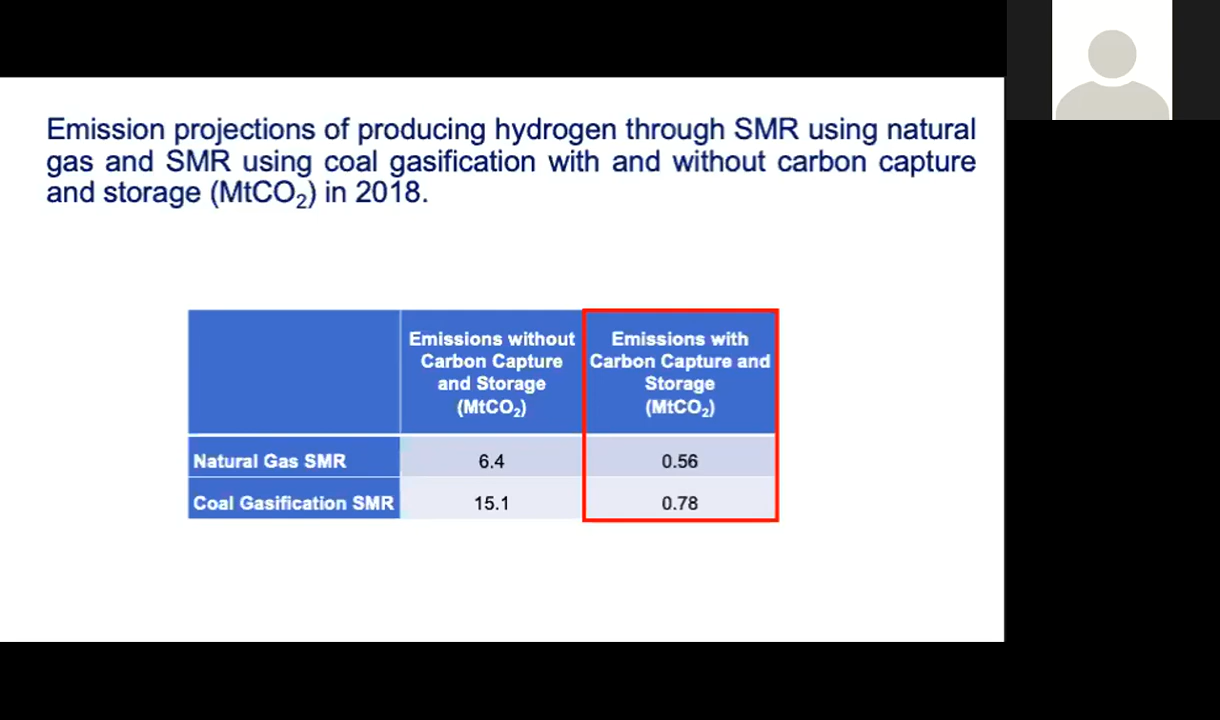 Emission projections of producing hydrogen through SMR using natural
gas and SMR using coal gasification with and without carbon capture
and storage (MtCO₂) in 2018.
Emissions without
Carbon Capture
and Storage
(MtCO₂)
Emissions with
Carbon Capture and
Storage
(MtCO₂)
Natural Gas SMR 6.4 0.56
Coal Gasification SMR 15.1 0.78